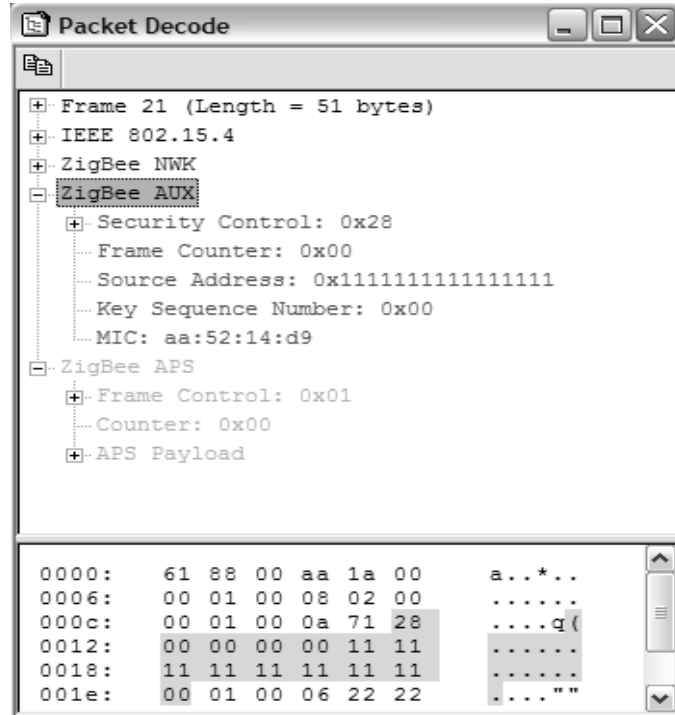 Packet Decode
Frame 21 (Length = 51 bytes)
IEEE 802.15.4
ZigBee NWK
ZigBee AUX
Security Control: 0x28
Frame Counter: 0x00
Source Address: 0x1111111111111111
Key Sequence Number: 0x00
MIC: aa:52:14:d9
ZigBee APS
Frame Control: 0x01
Counter: 0x00
APS Payload
0000: 61 88 00 aa 1a 00 a..*..
0006: 00 01 00 08 02 00 ......
000c: 00 01 00 0a 71 28 ....q(
0012: 00 00 00 00 11 11 ......
0018: 11 11 11 11 11 11 ......
001e: 00 01 00 06 22 22 ....""